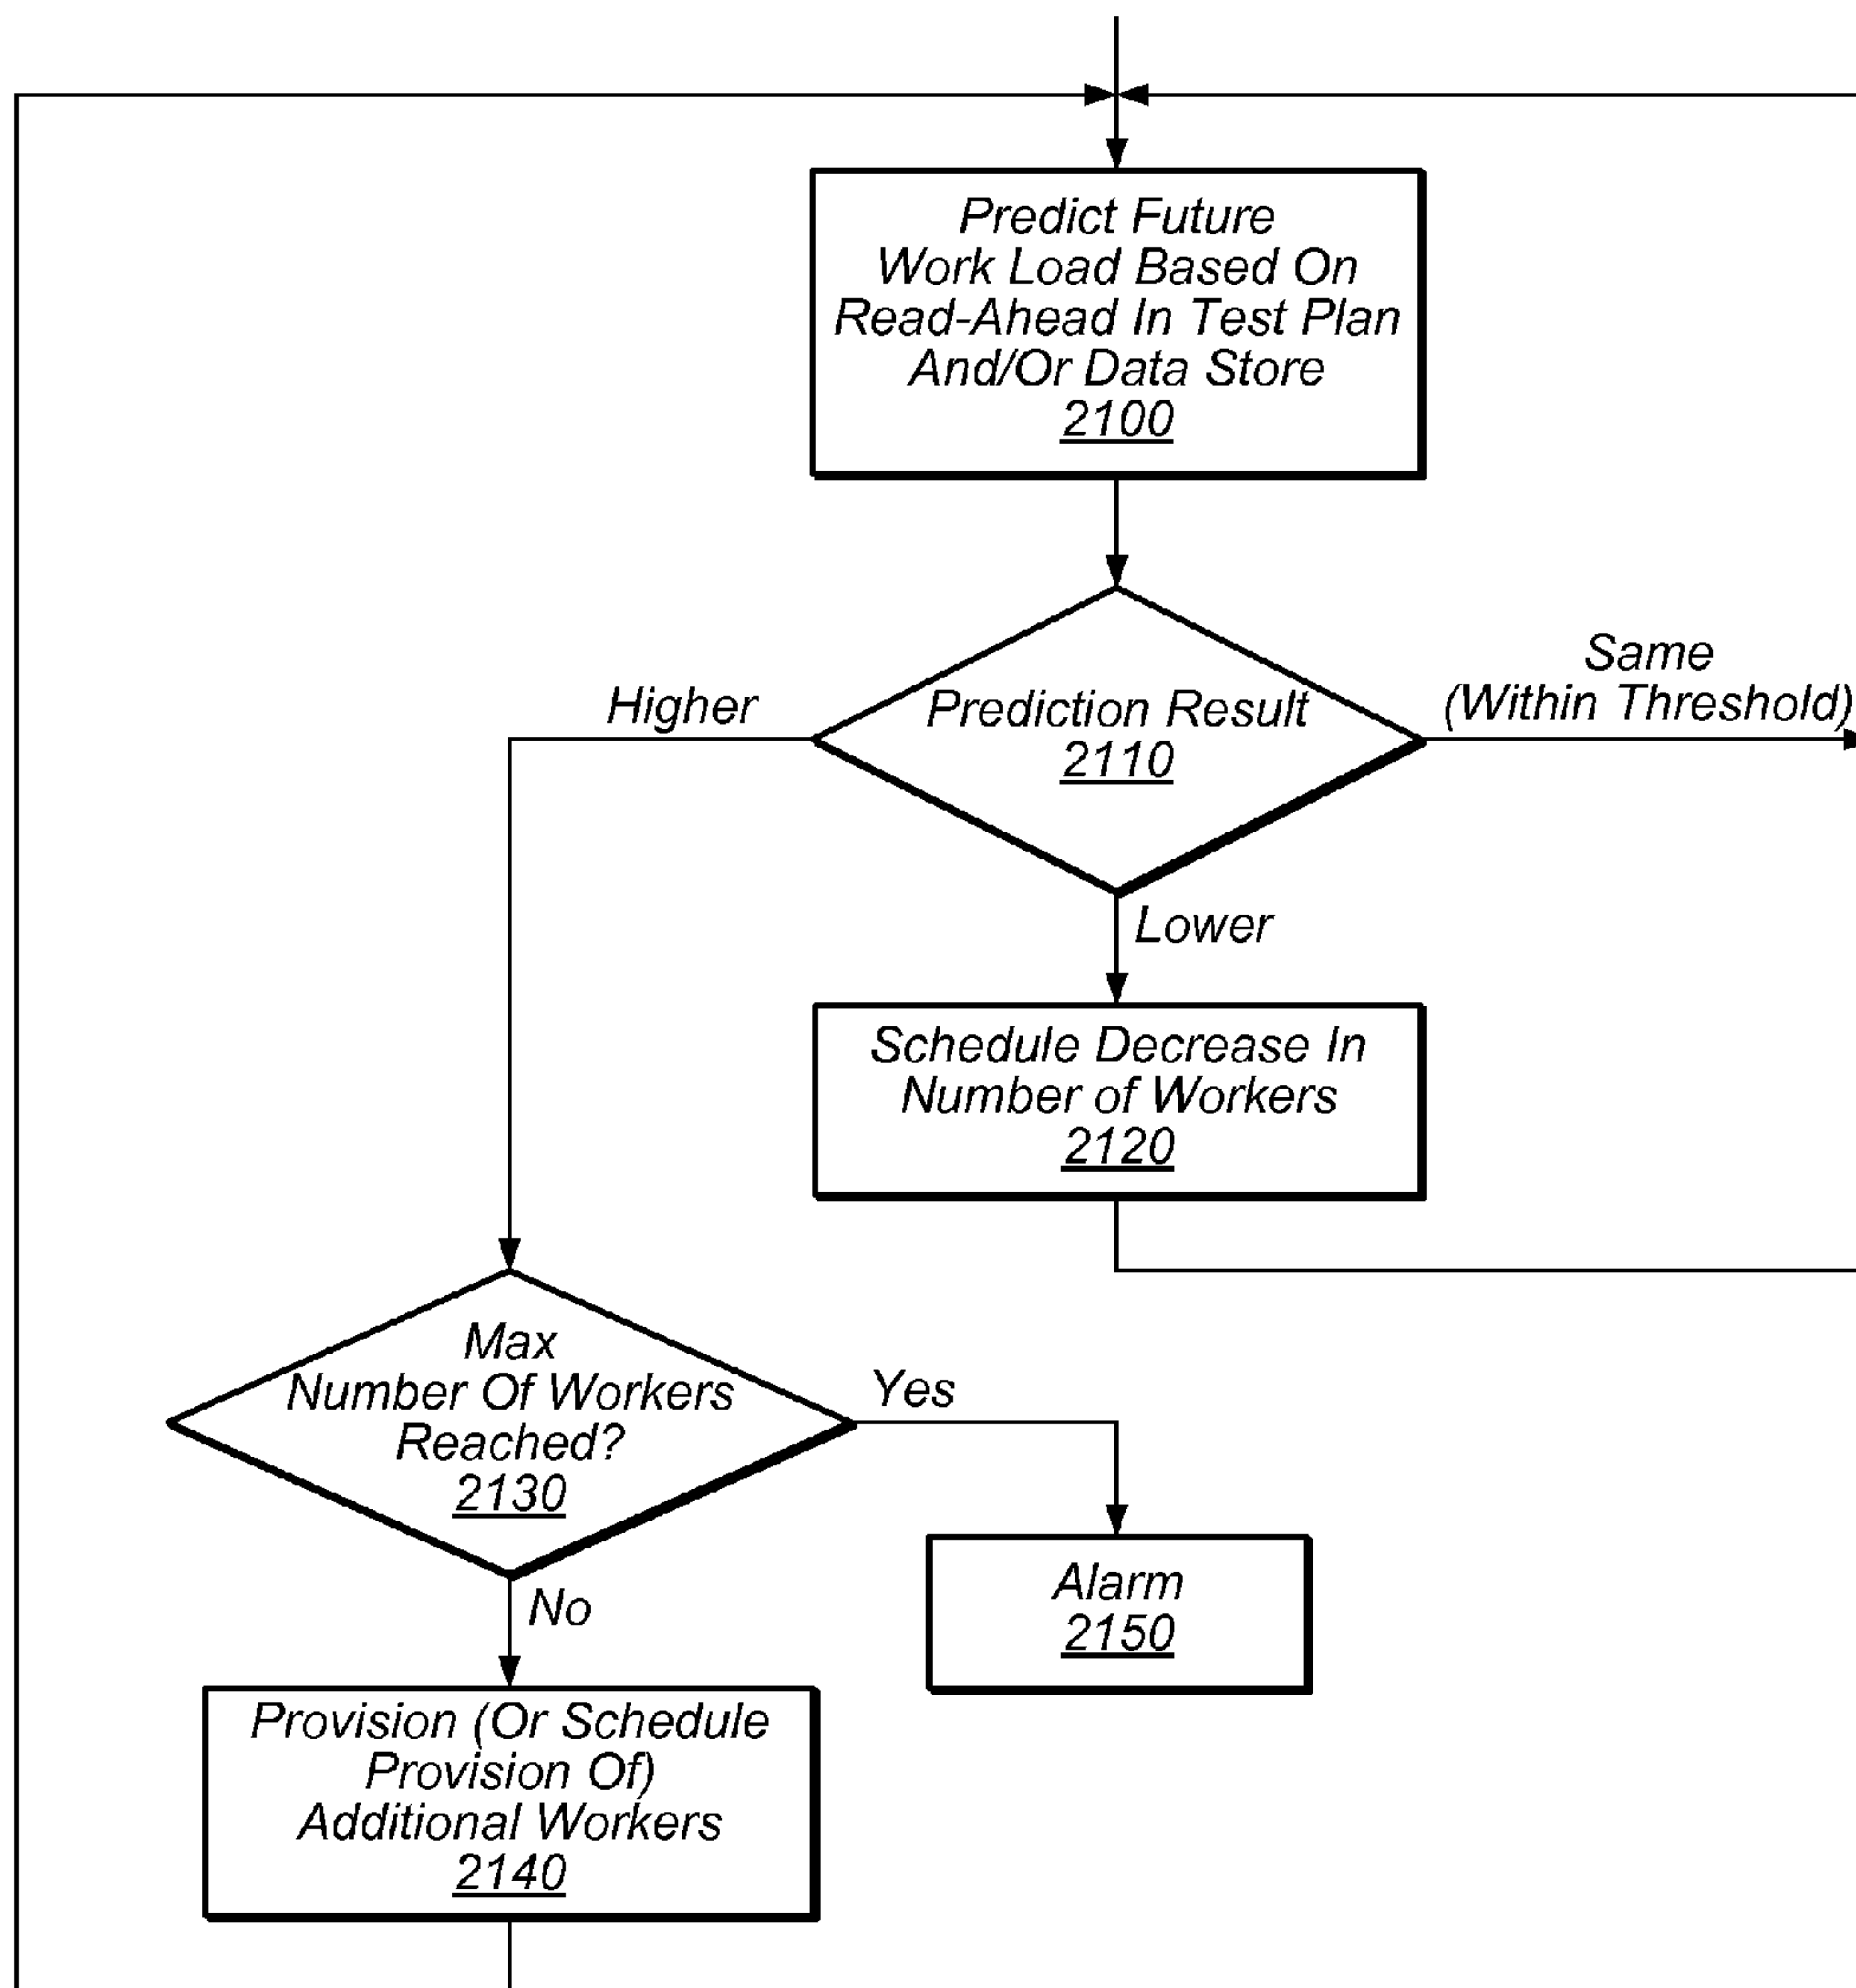 Predict Future
Work Load Based On
Read-Ahead In Test Plan
And/Or Data Store
2100
Same
(Within Threshold)
Higher
Prediction Result
2110
Lower
Schedule Decrease In
Number of Workers
2120
Max
Number Of Workers
Reached?
2130
Yes
No
Alarm
2150
Provision (Or Schedule
Provision Of)
Additional Workers
2140